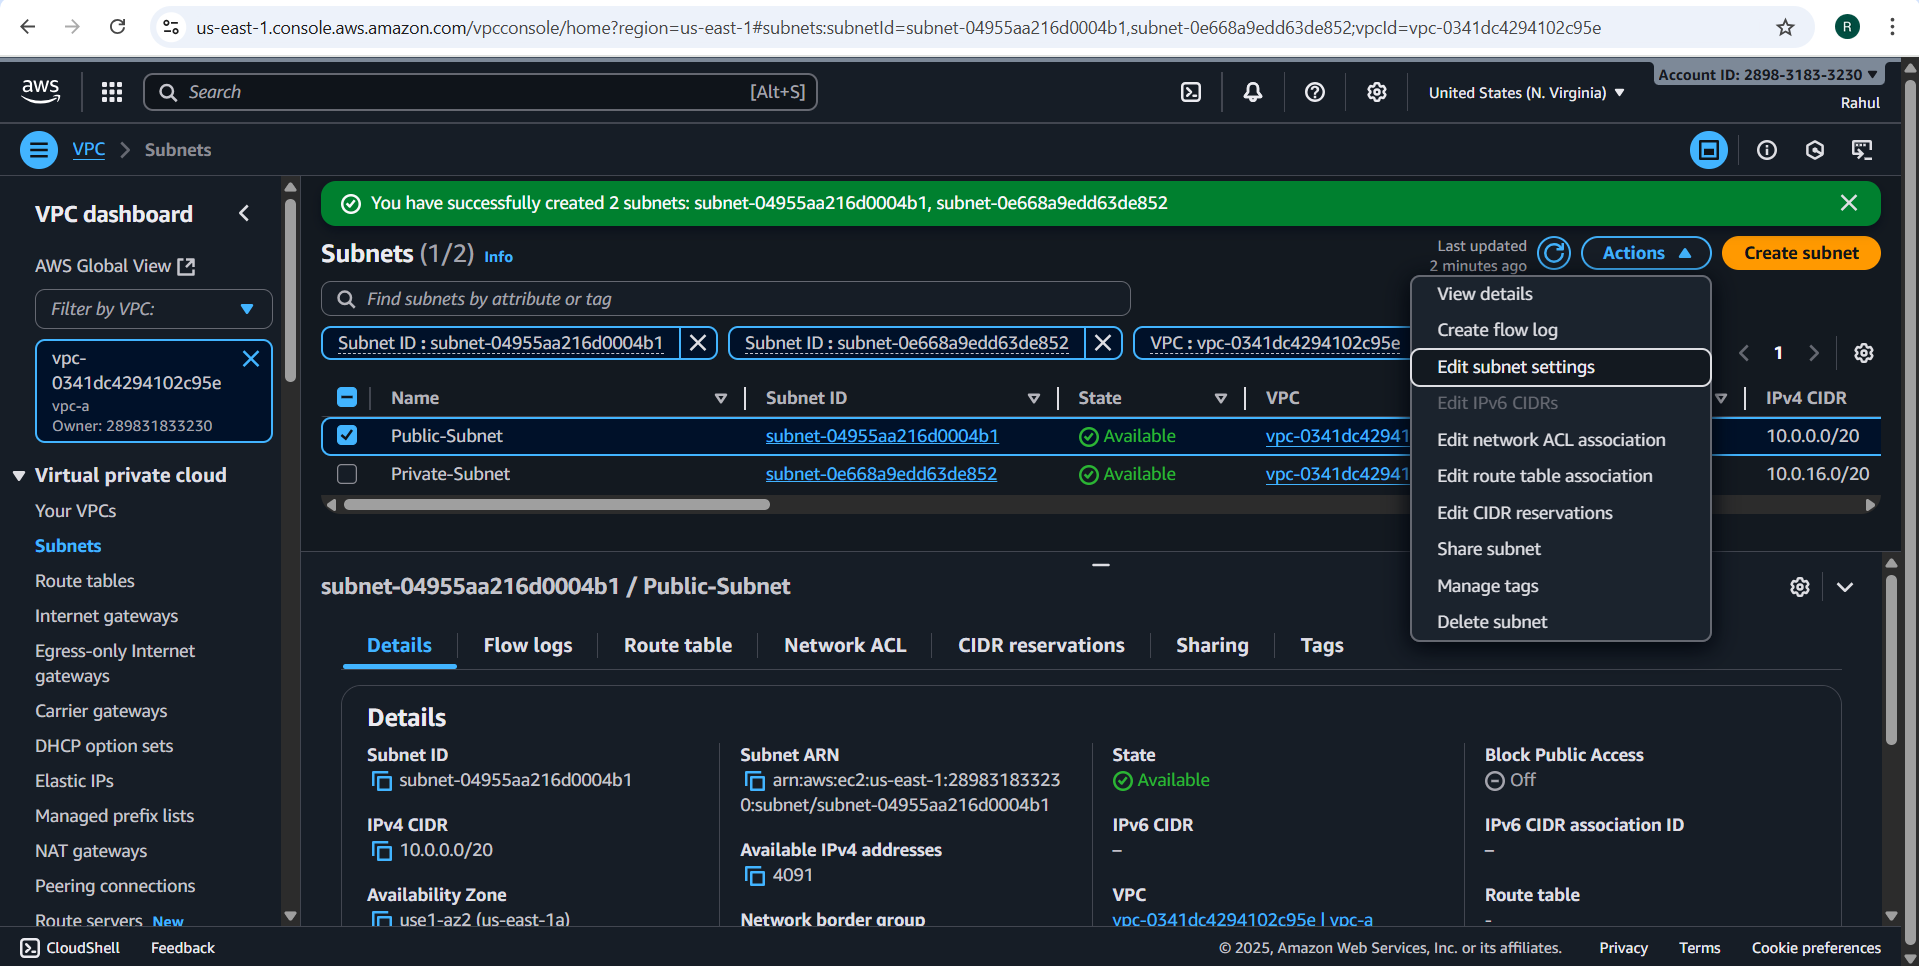 us-east-1.console.aws.amazon.com/vpcconsole/home?region=us-east-1#subnets:subnetId=subnet-04955aa216d0004b1,subnet-0e668a9edd63de852;vpcId=vpc-0341dc4294102c95e
R
aws
Search [Alt+S]
United States (N. Virginia)
Account ID: 2898-3183-3230
Rahul
VPC Subnets
VPC dashboard
AWS Global View
Filter by VPC:
vpc-
0341dc4294102c95e
vpc-a
Owner: 289831833230
Virtual private cloud
Your VPCs
Subnets
Route tables
Internet gateways
Egress-only Internet
gateways
Carrier gateways
DHCP option sets
Elastic IPs
Managed prefix lists
NAT gateways
Peering connections
Route servers New
You have successfully created 2 subnets: subnet-04955aa216d0004b1, subnet-0e668a9edd63de852
Subnets (1/2) Info
Last updated
2 minutes ago
Actions
Create subnet
Find subnets by attribute or tag
Subnet ID : subnet-04955aa216d0004b1
Subnet ID : subnet-0e668a9edd63de852
VPC : vpc-0341dc4294102c95e
1
Name Subnet ID State VPC IPv4 CIDR
Public-Subnet subnet-04955aa216d0004b1 Available vpc-0341dc42941 10.0.0.0/20
Private-Subnet subnet-0e668a9edd63de852 Available vpc-0341dc42941 10.0.16.0/20
View details
Create flow log
Edit subnet settings
Edit IPv6 CIDRs
Edit network ACL association
Edit route table association
Edit CIDR reservations
Share subnet
Manage tags
Delete subnet
subnet-04955aa216d0004b1 / Public-Subnet
Details Flow logs Route table Network ACL CIDR reservations Sharing Tags
Details
Subnet ID
subnet-04955aa216d0004b1
IPv4 CIDR
10.0.0.0/20
Availability Zone
use1-az2 (us-east-1a)
Subnet ARN
arn:aws:ec2:us-east-1:28983183323
0:subnet/subnet-04955aa216d0004b1
Available IPv4 addresses
4091
Network border group
State
Available
IPv6 CIDR
–
VPC
vpc-0341dc4294102c95e | vpc-a
Block Public Access
Off
IPv6 CIDR association ID
–
Route table
-
CloudShell Feedback
© 2025, Amazon Web Services, Inc. or its affiliates. Privacy Terms Cookie preferences